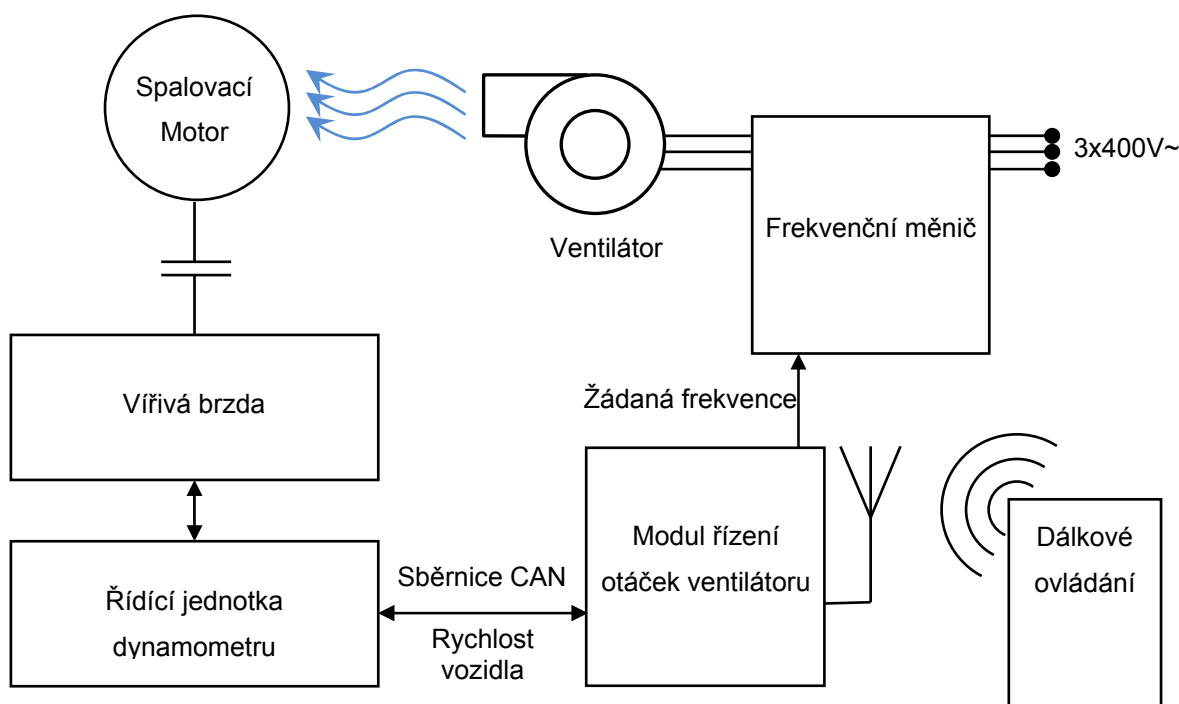 Spalovací
Motor
3x400V~
Frekvenční měnič
Ventilátor
Vířivá brzda
Žádaná frekvence
Modul řízení
otáček ventilátoru
Dálkové
ovládání
Sběrnice CAN
Řídící jednotka
dynamometru
Rychlost
vozidla